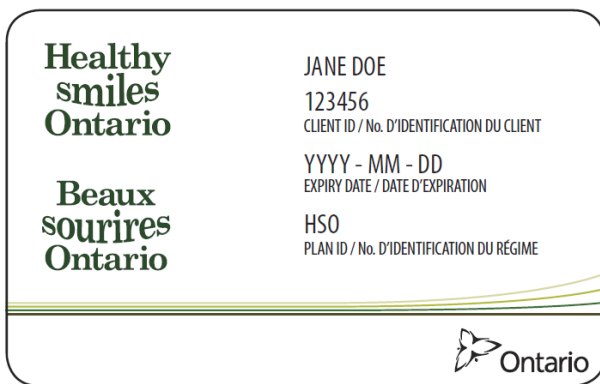 Healthy
smiles
Ontario
Beaux
sourires
Ontario
JANE DOE
123456
CLIENT ID / No. D'IDENTIFICATION DU CLIENT
YYYY - MM - DD
EXPIRY DATE / DATE D'EXPIRATION
HSO
PLAN ID / No. D'IDENTIFICATION DU RÉGIME
Ontario